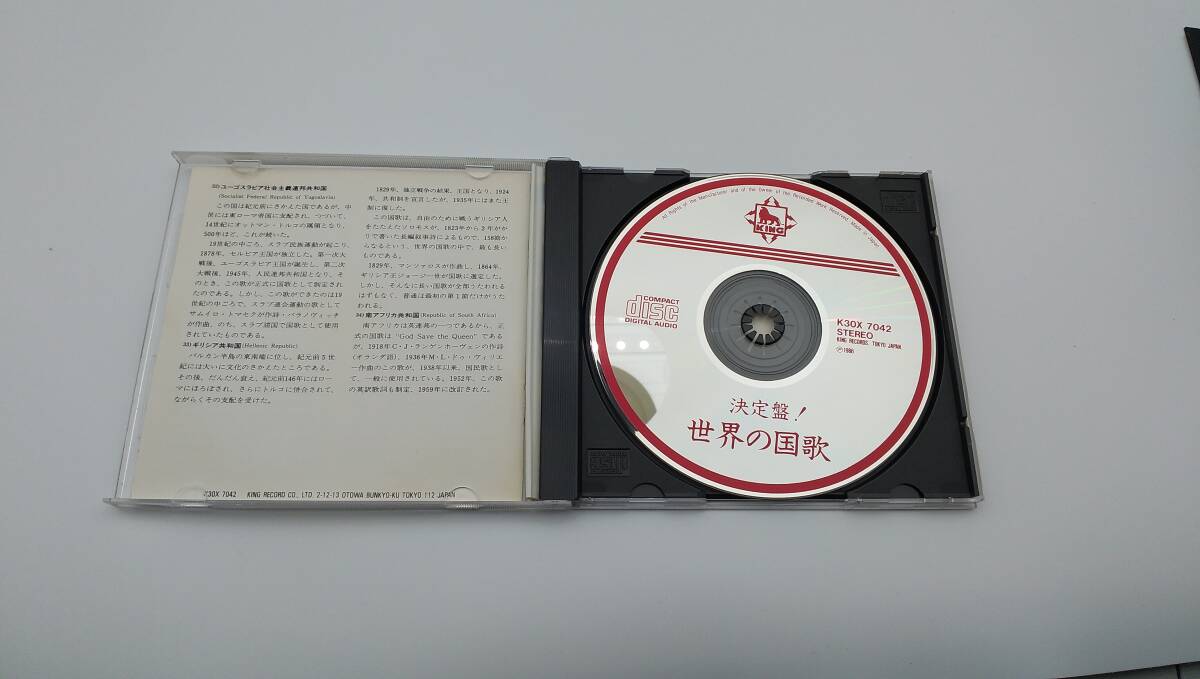 32)ユーゴスラビア社会主義連邦共和国
(Socialist Federal Republic of Yugoslavia)
この国は紀元前にさかえた国であるが、中
民には東ローマ帝国に支配され、つづいて、
14世紀にオットマン・トルコの属領となり、
500年ほど、これが続いた。
19世紀の中ごろ、スラブ民族運動が起こり、
1878年、セルビア王国が独立した。第一次大
戦後、ユーゴスラビア王国が誕生し、第二次
大戦後、1945年、人民連邦共和国となり、そ
のとき、この歌が正式に国歌として制定され
たのである。しかし、この歌ができたのは19
世紀の中ごろで、スラブ連合運動の歌として
サムイロ・トマセクが作詩・バラノヴィッチ
が作曲、のち、スラブ諸国で国歌として使用
されていたものである。
33)ギリシア共和国(Hellenic Republic)
バルカン半島の東南端に位し、紀元前5世
紀には大いに文化のさかえたところである。
その後、だんだん衰え、紀元前146年にはロー
マにほろぼされ、さらにトルコに併合されて、
ながらくその支配を受けた。
1829年、独立戦争の結果、王国となり、1924
年、共和制を宣言したが、1935年にはまた王
制に復した。
この国歌は、自由のために戦うギリシア人
をたたえたソロモスが、1823年から3年がか
りで書いた長編叙事詩によるもので、158節か
らなるという、世界の国歌の中で、最も長い
ものである。
1829年、マンツァロスが作曲し、1864年、
ギリシア王ジョージ一世が国歌に選定した。
しかし、そんなに長い国歌が全部うたわれる
はずもなく、普通は最初の第1節だけがうた
われる。
34)南アフリカ共和国(Republic of South Africa)
南アフリカは英連邦の一つであるから、正
式の国歌は "God Save the Queen" である
が、1918年C・J・ランゲンホーヴェンの作詩
(オランダ語)、1936年M・L・ドゥ・ヴィリエ
ー作曲のこの歌が、1938年以来、国民歌とし
て、一般に使用されている。1952年、この歌
の英訳歌詞も制定、1959年に改訂された。
K30X 7042 KING RECORD CO., LTD. 2-12-13 OTOWA BUNKYO-KU TOKYO 112 JAPAN
All Rights of the Manufacturer and of the Owner of the Recorded Work Reserved. Made in Japan
KING
COMPACT
disc
DIGITAL AUDIO
K30X 7042
STEREO
KING RECORDS. TOKYO JAPAN
℗ 1986
決定盤!
世界の国歌